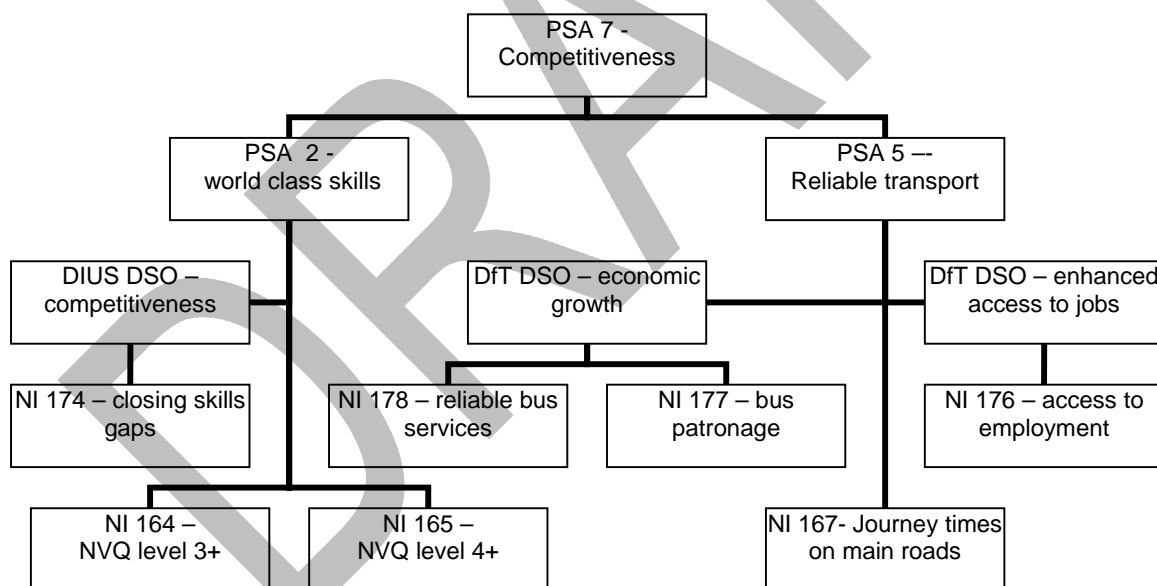 PSA 7 -
Competitiveness
PSA 2 -
world class skills
PSA 5 –-
Reliable transport
DIUS DSO –
competitiveness
DfT DSO – economic
growth
DfT DSO – enhanced
access to jobs
NI 174 – closing skills
gaps
NI 178 – reliable bus
services
NI 177 – bus
patronage
NI 176 – access to
employment
NI 164 –
NVQ level 3+
NI 165 –
NVQ level 4+
NI 167- Journey times
on main roads